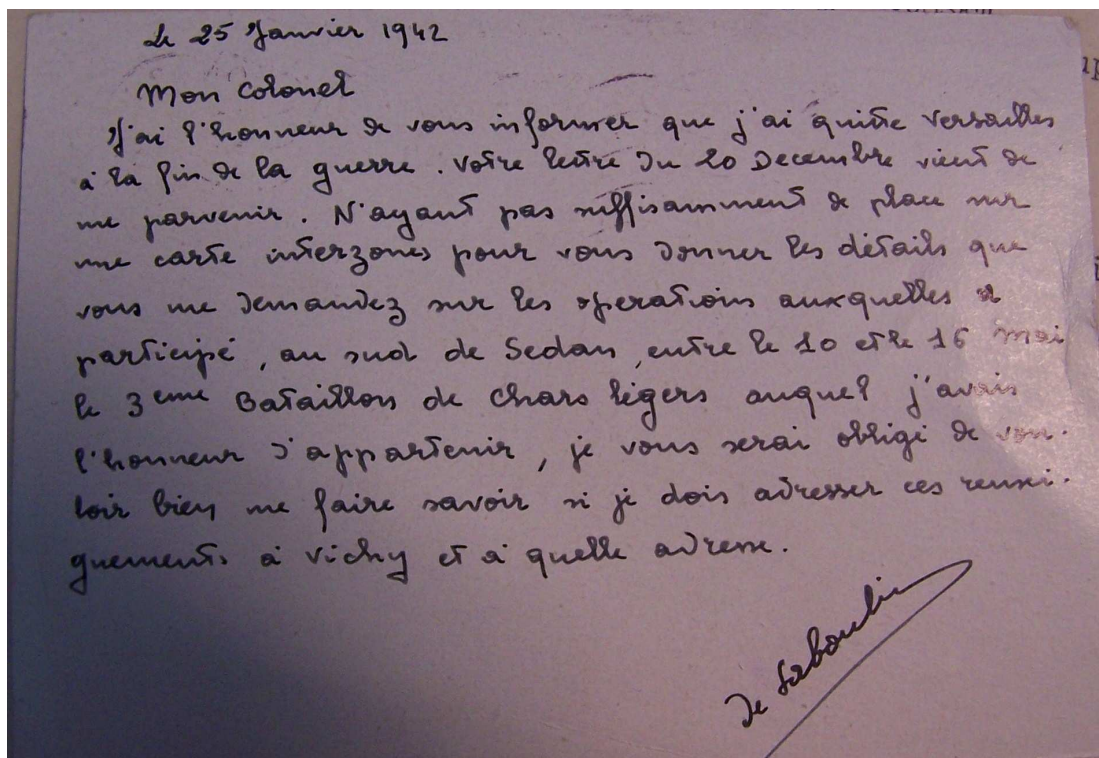 Le 25 Janvier 1942
Mon Colonel
J'ai l'honneur de vous informer que j'ai quitté Versailles
à la fin de la guerre. Votre lettre du 20 Decembre vient de
me parvenir. N'ayant pas suffisamment de place sur
une carte interzones pour vous donner les détails que
vous me demandez sur les operations auxquelles a
participé, au sud de Sedan, entre le 10 et le 16 mai
le 3eme Bataillon de Chars légers auquel j'avais
l'honneur d'appartenir, je vous serai obligé de vou-
loir bien me faire savoir si je dois adresser ces rensei-
gnements à Vichy et à quelle adresse.
de Saboulin